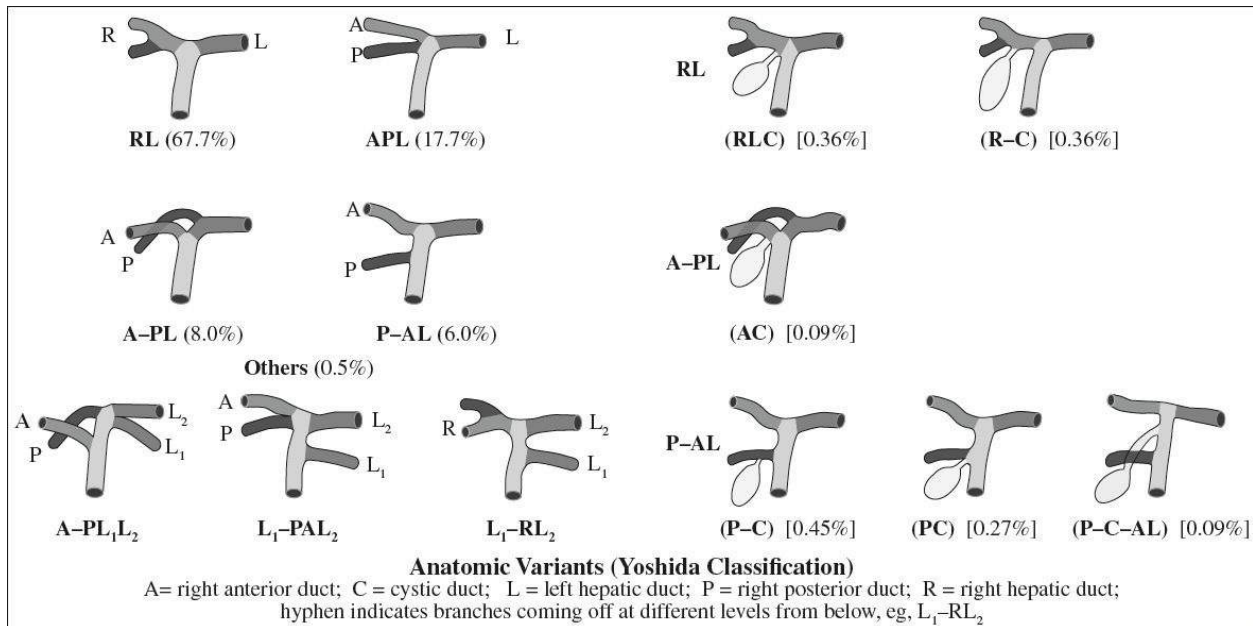 R L A P L RL
RL (67.7%) APL (17.7%) (RLC) [0.36%] (R–C) [0.36%]
A P A P A–PL
A–PL (8.0%) P–AL (6.0%) (AC) [0.09%]
Others (0.5%)
A P L₂ L₁ A P L₂ L₁ R L₂ L₁ P–AL
A–PL₁L₂ L₁–PAL₂ L₁–RL₂ (P–C) [0.45%] (PC) [0.27%] (P–C–AL) [0.09%]
Anatomic Variants (Yoshida Classification)
A= right anterior duct; C = cystic duct; L = left hepatic duct; P = right posterior duct; R = right hepatic duct;
hyphen indicates branches coming off at different levels from below, eg, L₁–RL₂